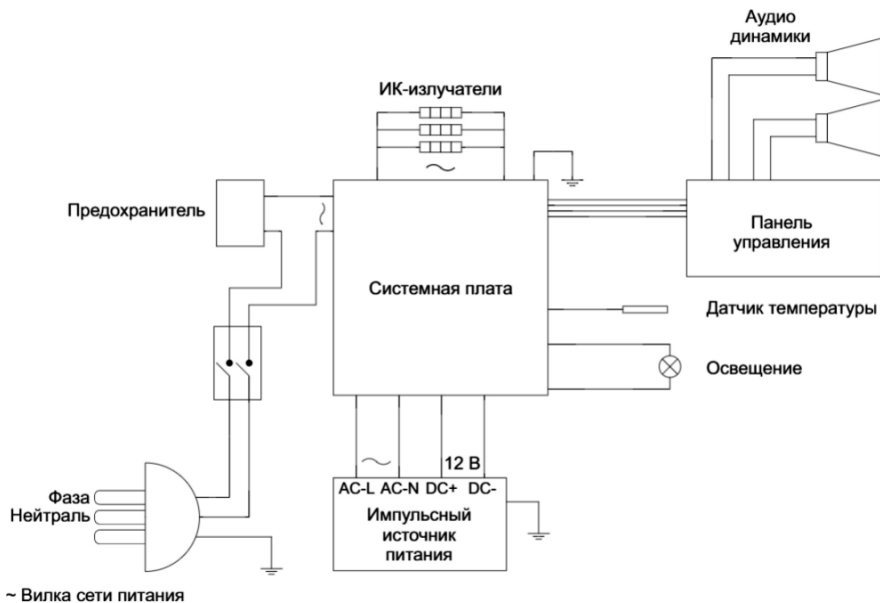 Аудио
динамики
ИК-излучатели
~
Предохранитель
~
Панель
управления
Системная плата
Датчик температуры
Освещение
~
12 В
AC-L AC-N DC+ DC-
Фаза
Нейтраль
Импульсный
источник
питания
~ Вилка сети питания